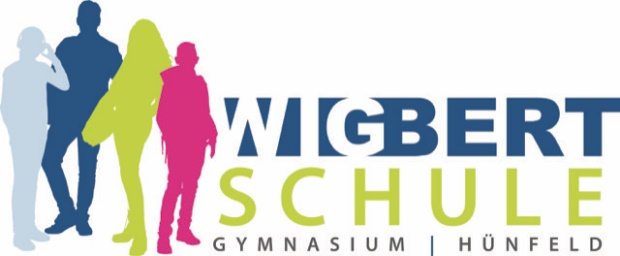 WIGBERT
SCHULE
GYMNASIUM | HÜNFELD